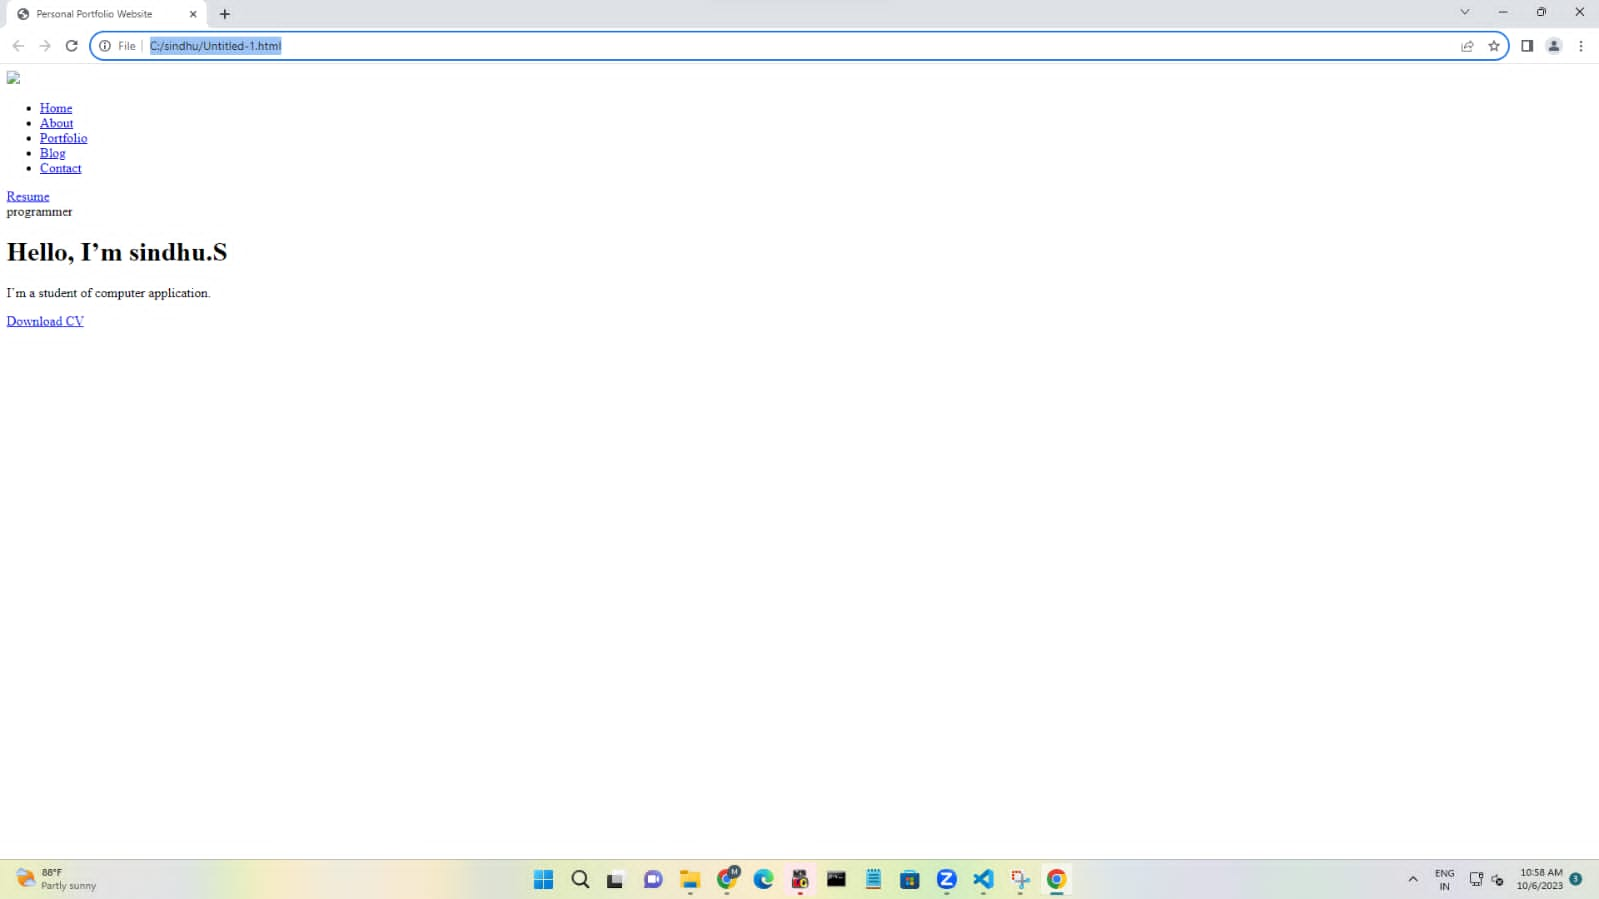 Personal Portfolio Website
File
C:/sindhu/Untitled-1.html
Home
About
Portfolio
Blog
Contact
Resume
programmer
Hello, I’m sindhu.S
I’m a student of computer application.
Download CV
88°F
Partly sunny
M
ENG
IN
10:58 AM
10/6/2023
3